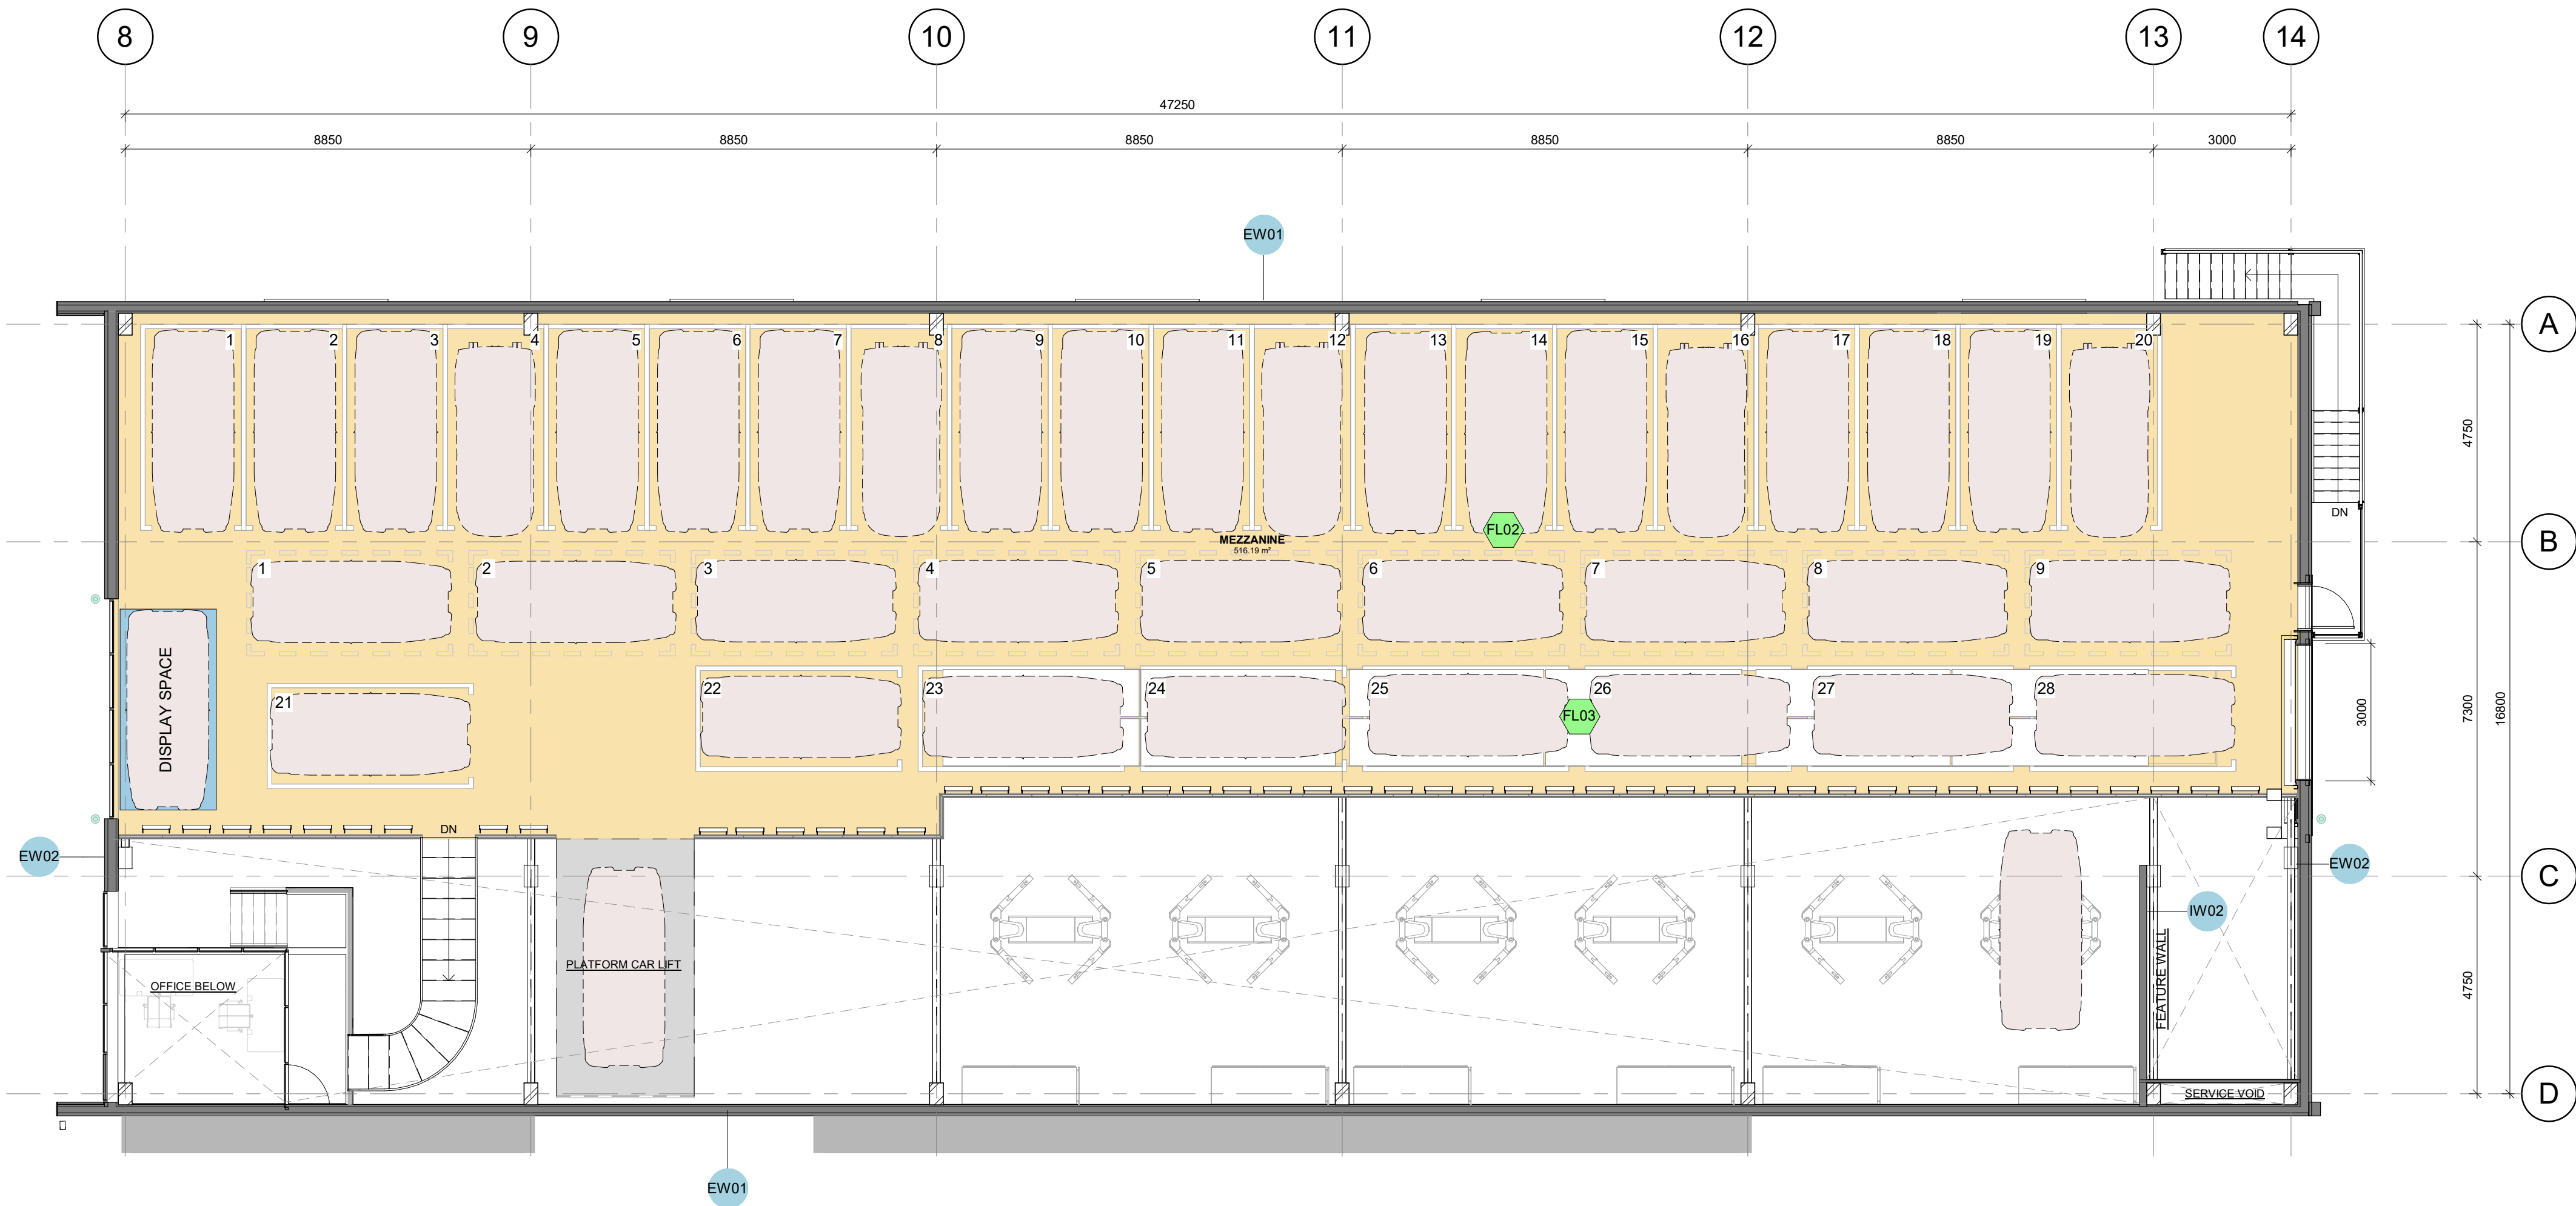 8 9 10 11 12 13 14
47250
8850 8850 8850 8850 8850 3000
EW01
A
1 2 3 4 5 6 7 8 9 10 11 12 13 14 15 16 17 18 19 20
4750
FL02
DN
MEZZANINE
516.19 m²
B
1 2 3 4 5 6 7 8 9
DISPLAY SPACE
21 22 23 24 25 26 27 28
FL03
3000
7300
16800
DN
EW02
EW02
C
IW02
FEATURE WALL
PLATFORM CAR LIFT
OFFICE BELOW
4750
SERVICE VOID
D
EW01